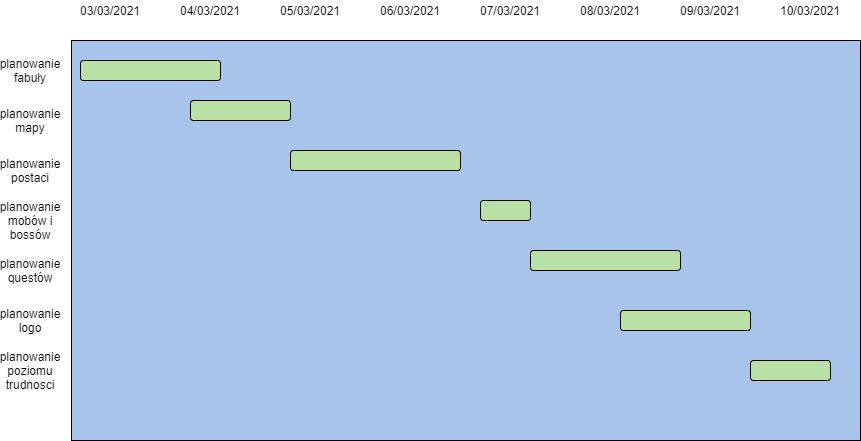 03/03/2021 04/03/2021 05/03/2021 06/03/2021 07/03/2021 08/03/2021 09/03/2021 10/03/2021
planowanie
fabuły
planowanie
mapy
planowanie
postaci
planowanie
mobów i
bossów
planowanie
questów
planowanie
logo
planowanie
poziomu
trudnosci